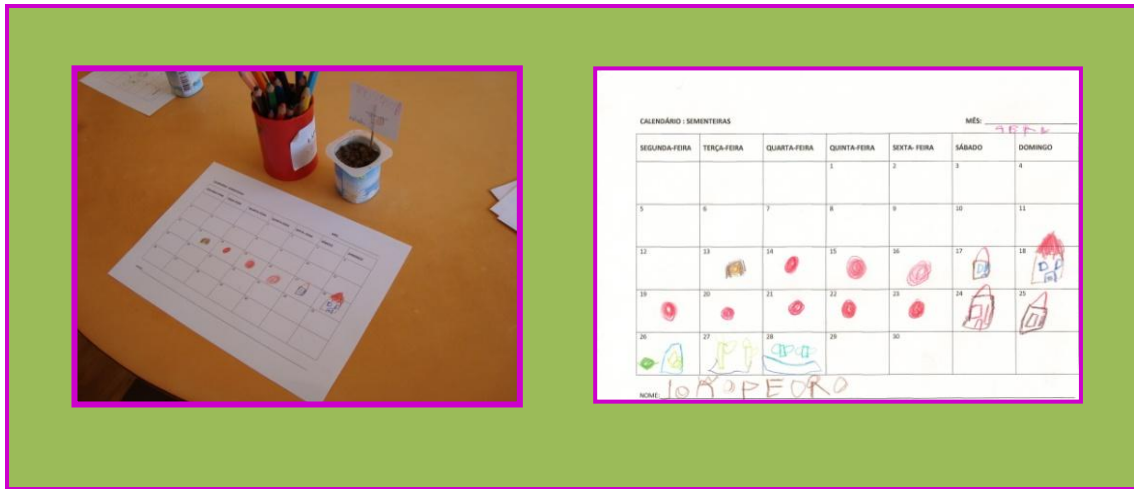 CALENDÁRIO : SEMENTEIRAS MÊS: ABRIL
SEGUNDA-FEIRA TERÇA-FEIRA QUARTA-FEIRA QUINTA-FEIRA SEXTA- FEIRA SÁBADO DOMINGO
1 2 3 4
5 6 7 8 9 10 11
12 13 14 15 16 17 18
19 20 21 22 23 24 25
26 27 28 29 30
NOME: JOAOPEDRO